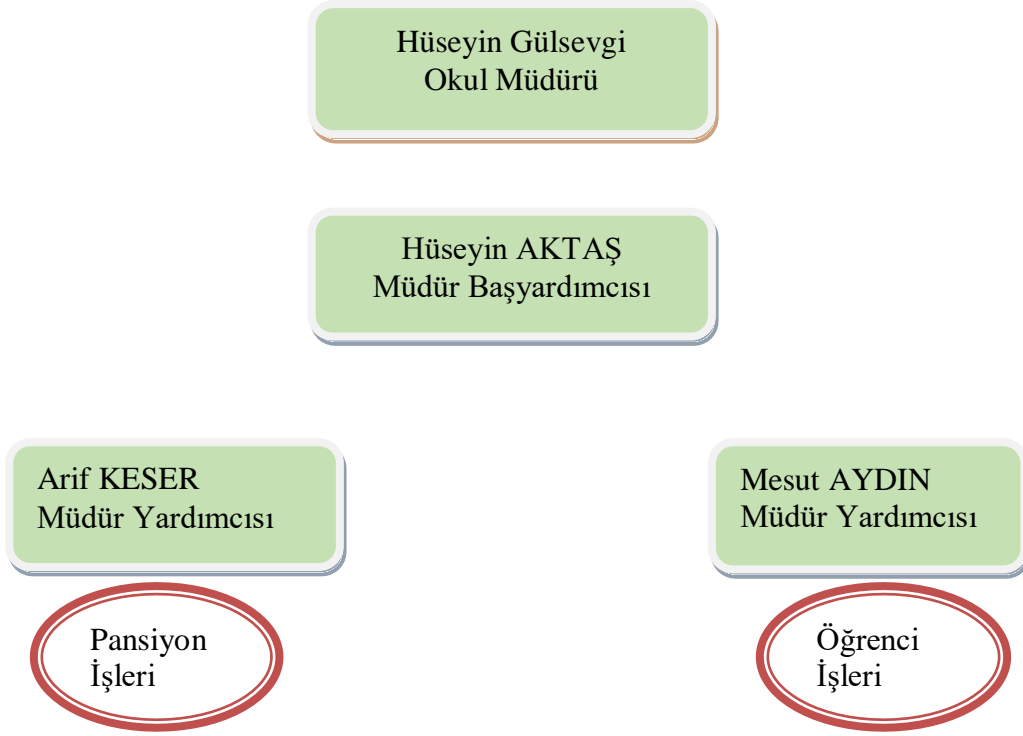 Hüseyin Gülsevgi
Okul Müdürü
Hüseyin AKTAŞ
Müdür Başyardımcısı
Arif KESER
Müdür Yardımcısı
Mesut AYDIN
Müdür Yardımcısı
Pansiyon
İşleri
Öğrenci
İşleri